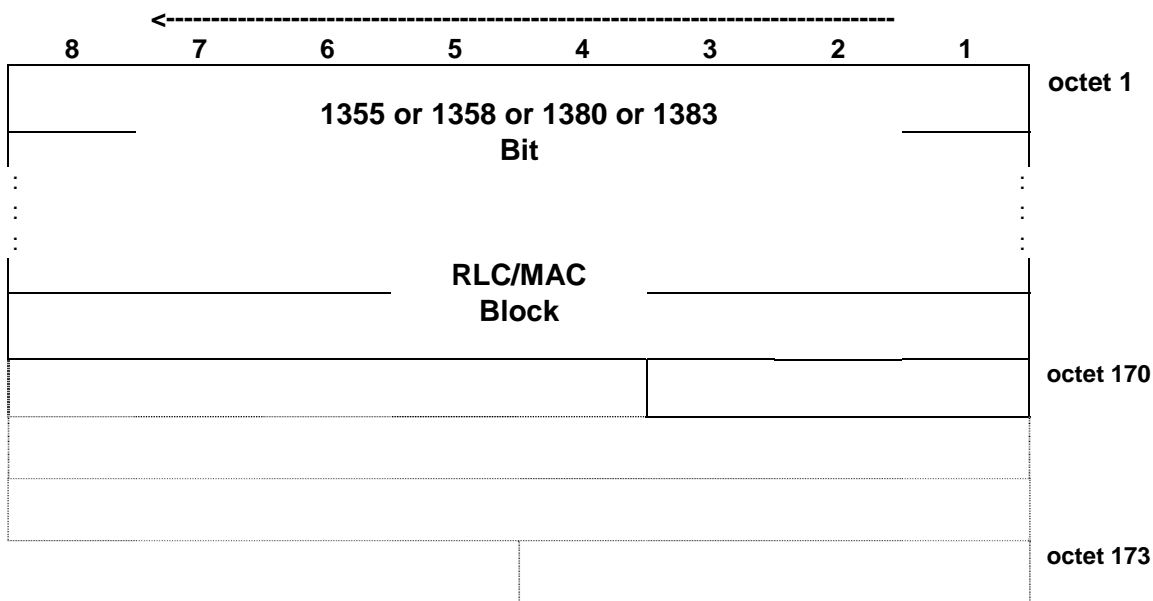 <---------------------------------------------------------------------------------
8 7 6 5 4 3 2 1
octet 1
1355 or 1358 or 1380 or 1383
Bit
: :
: :
: :
RLC/MAC
Block
octet 170
octet 173